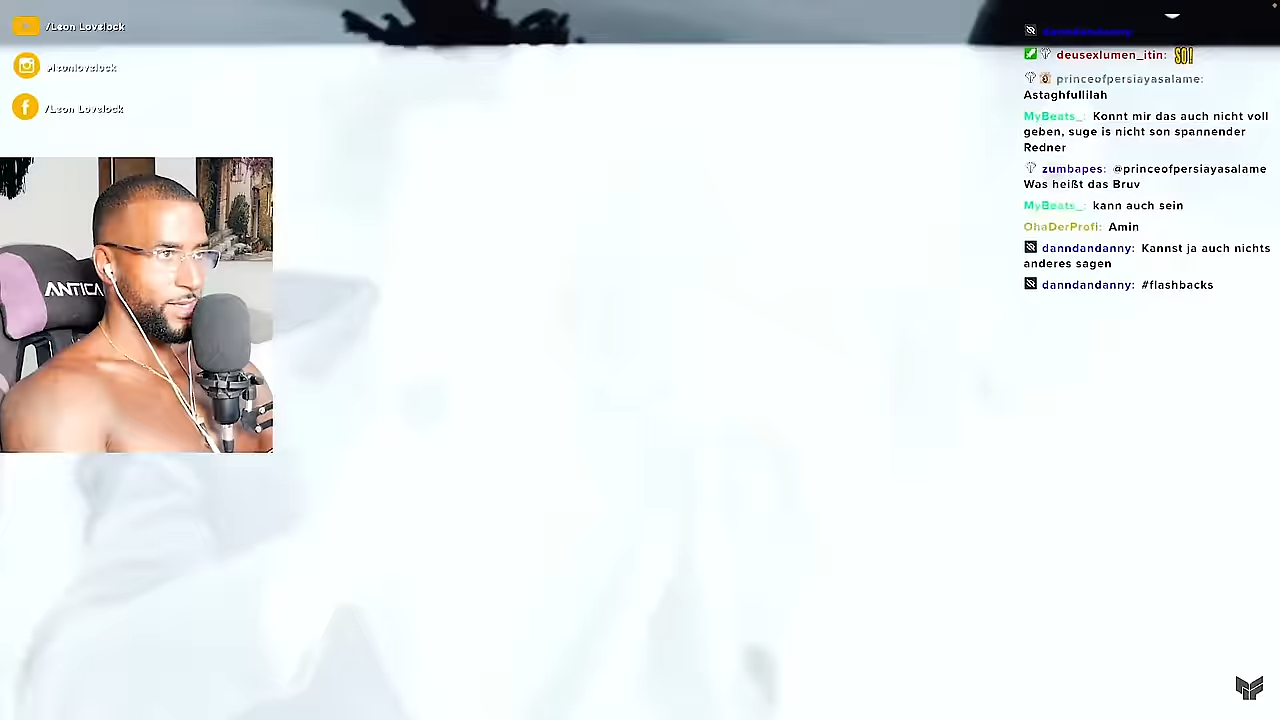 /Leon Lovelock
#leonlovelock
/Leon Lovelock
ANTICA
danndandanny
deusexlumen_itin: SO!
princeofpersiayasalame:
Astaghfullilah
MyBeats_: Konnt mir das auch nicht voll
geben, suge is nicht son spannender
Redner
zumbapes: @princeofpersiayasalame
Was heißt das Bruv
MyBeats_: kann auch sein
OhaDerProfi: Amin
danndandanny: Kannst ja auch nichts
anderes sagen
danndandanny: #flashbacks